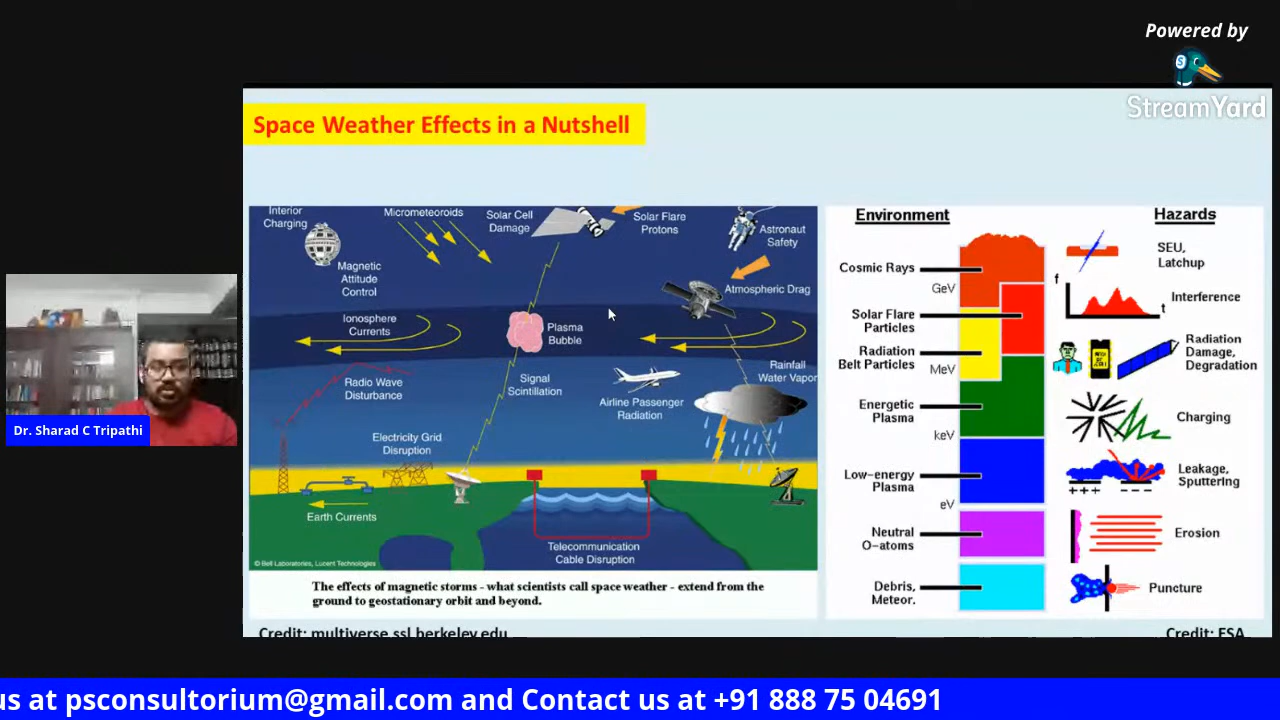 Powered by
StreamYard
Space Weather Effects in a Nutshell
Interior
Charging
Micrometeoroids
Solar Cell
Damage
Solar Flare
Protons
Astronaut
Safety
Magnetic
Attitude
Control
Atmospheric Drag
Ionosphere
Currents
Plasma
Bubble
Radio Wave
Disturbance
Signal
Scintillation
Airline Passenger
Radiation
Rainfall
Water Vapor
Electricity Grid
Disruption
Earth Currents
Telecommunication
Cable Disruption
© Bell Laboratories, Lucent Technologies
The effects of magnetic storms - what scientists call space weather - extend from the
ground to geostationary orbit and beyond.
Credit: multiverse.ssl.berkeley.edu
Environment
Hazards
Cosmic Rays
GeV
Solar Flare
Particles
Radiation
Belt Particles
MeV
Energetic
Plasma
keV
Low-energy
Plasma
eV
Neutral
O-atoms
Debris,
Meteor.
SEU,
Latchup
f
t
Interference
Radiation
Damage,
Degradation
Charging
Leakage,
Sputtering
+++ ---
Erosion
Puncture
Credit: ESA
Dr. Sharad C Tripathi
us at psconsultorium@gmail.com and Contact us at +91 888 75 04691